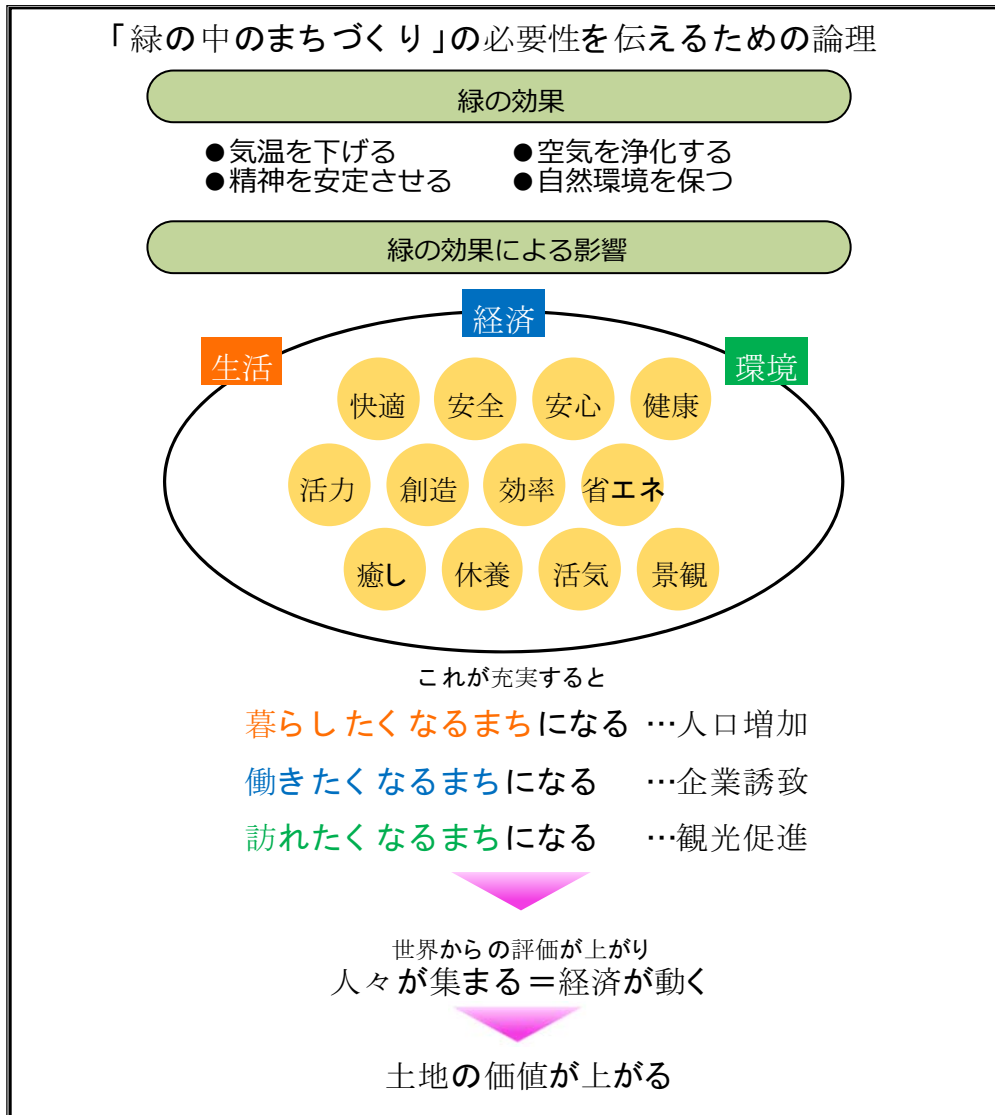 「緑の中のまちづくり」の必要性を伝えるための論理
緑の効果
●気温を下げる ●空気を浄化する
●精神を安定させる ●自然環境を保つ
緑の効果による影響
経済
生活 環境
快適 安全 安心 健康
活力 創造 効率 省エネ
癒し 休養 活気 景観
これが充実すると
暮らしたくなるまちになる …人口増加
働きたくなるまちになる …企業誘致
訪れたくなるまちになる …観光促進
世界からの評価が上がり
人々が集まる＝経済が動く
土地の価値が上がる